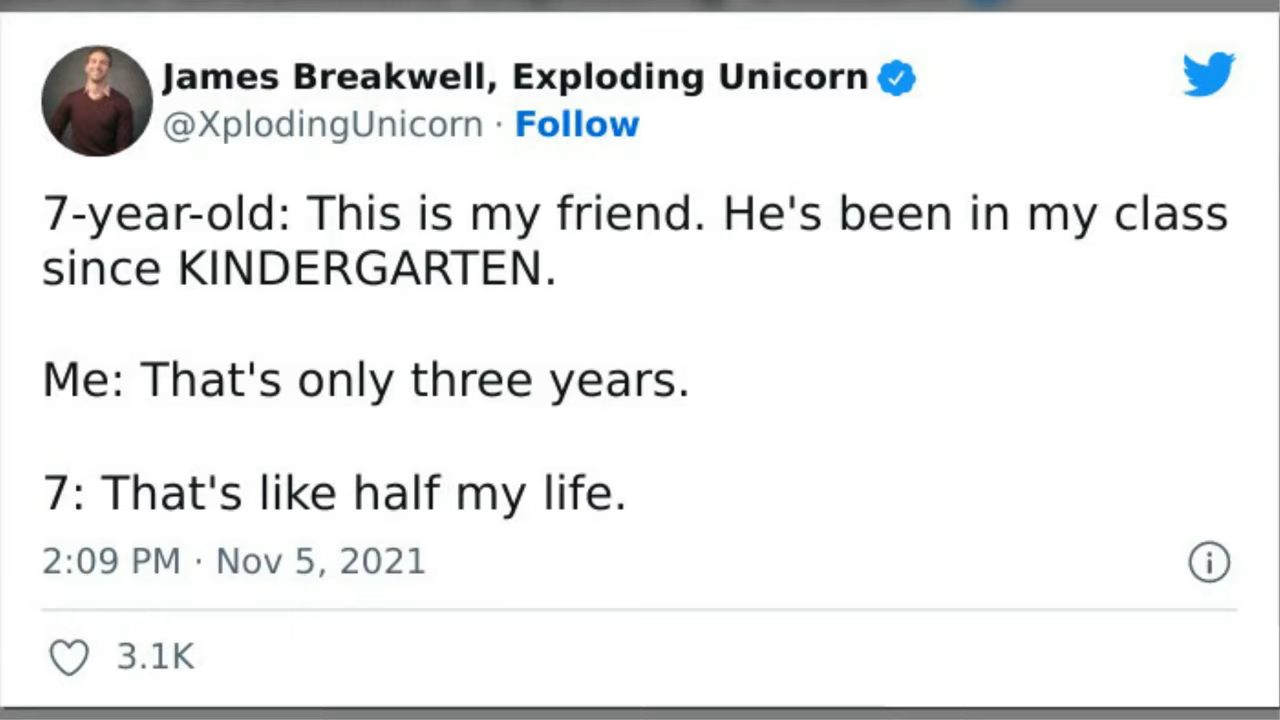 James Breakwell, Exploding Unicorn
@XplodingUnicorn · Follow
7-year-old: This is my friend. He's been in my class
since KINDERGARTEN.
Me: That's only three years.
7: That's like half my life.
2:09 PM · Nov 5, 2021
3.1K